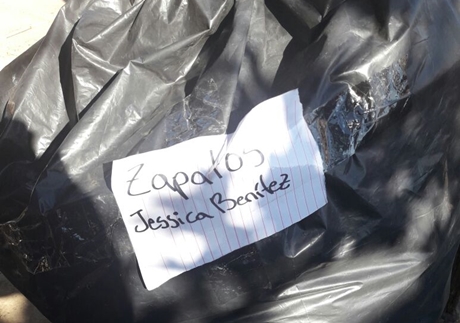 Zapatos
Jessica Benítez